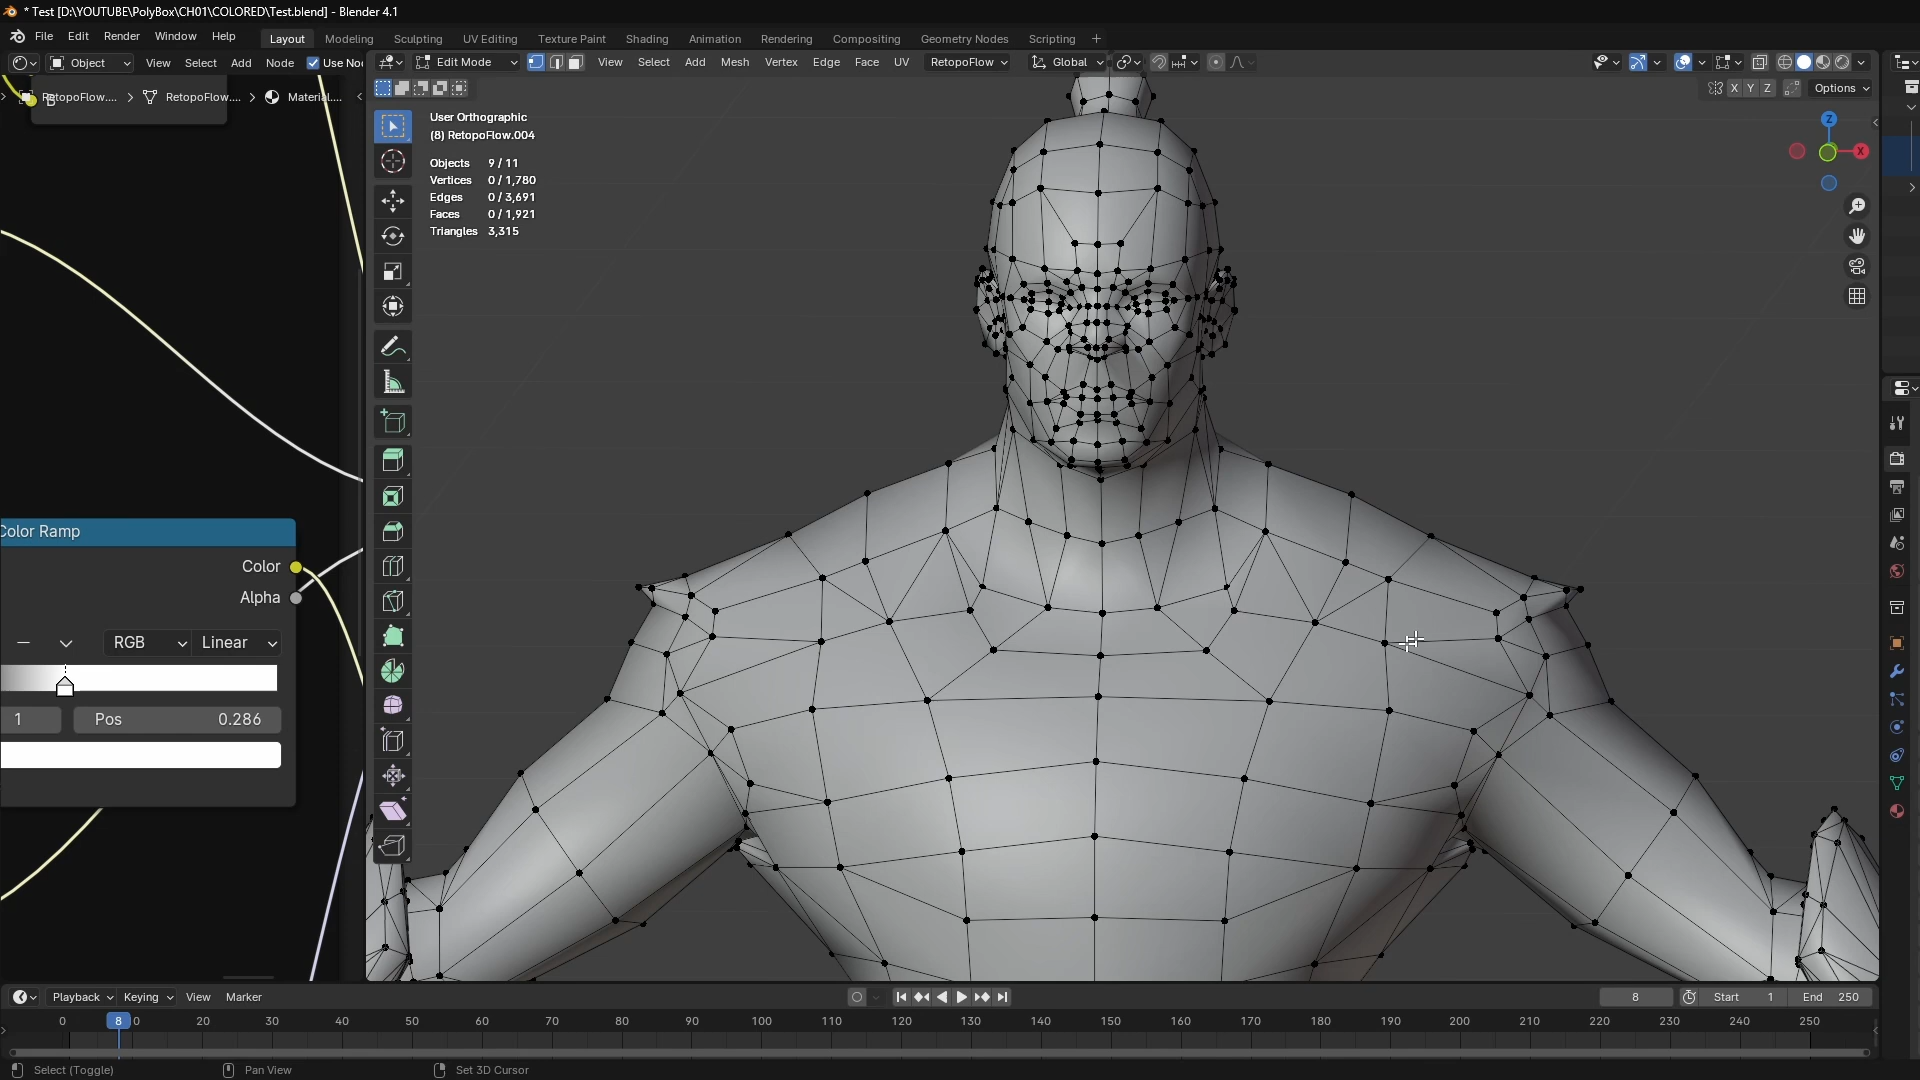 * Test [D:\YOUTUBE\PolyBox\CH01\COLORED\Test.blend] - Blender 4.1
File Edit Render Window Help Layout Modeling Sculpting UV Editing Texture Paint Shading Animation Rendering Compositing Geometry Nodes Scripting +
Object View Select Add Node Use No
Edit Mode View Select Add Mesh Vertex Edge Face UV RetopoFlow Global
RetopoFlow.... > RetopoFlow.... > Material....
B
X Y Z Options
User Orthographic
(8) RetopoFlow.004
Objects 9 / 11
Vertices 0 / 1,780
Edges 0 / 3,691
Faces 0 / 1,921
Triangles 3,315
Z
X
Color Ramp
Color
Alpha
RGB Linear
1 Pos 0.286
Playback Keying View Marker 8 Start 1 End 250
0 8 0 20 30 40 50 60 70 80 90 100 110 120 130 140 150 160 170 180 190 200 210 220 230 240 250
Select (Toggle) Pan View Set 3D Cursor